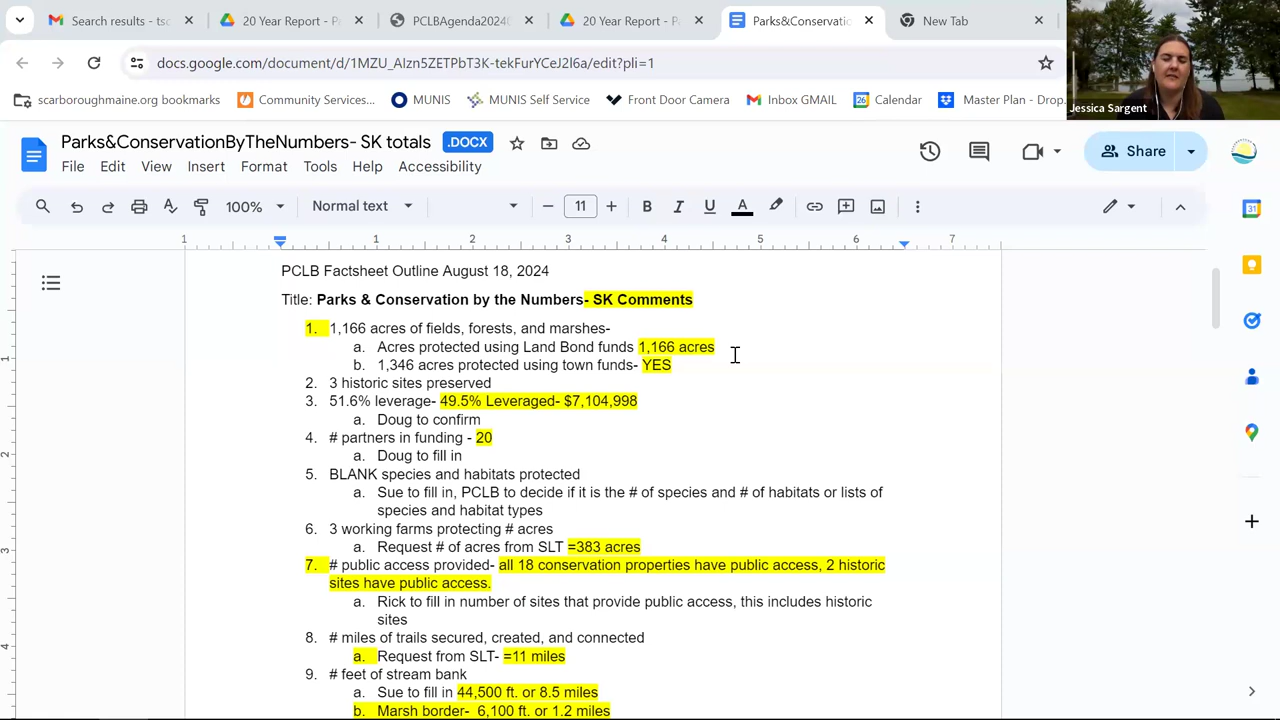 Search results - tsc
20 Year Report - P
PCLBAgenda2024
20 Year Report - P
Parks&Conservati
New Tab
docs.google.com/document/d/1MZU_AIzn5ZETPbT3K-tekFurYCeJ2l6a/edit?pli=1
scarboroughmaine.org bookmarks
Community Services...
MUNIS
MUNIS Self Service
Front Door Camera
Inbox GMAIL
Calendar
Master Plan - Drop
Jessica Sargent
Parks&ConservationByTheNumbers- SK totals .DOCX
Share
File Edit View Insert Format Tools Help Accessibility
100% Normal text 11
1 1 2 3 4 5 6 7
PCLB Factsheet Outline August 18, 2024
Title: Parks & Conservation by the Numbers- SK Comments
1. 1,166 acres of fields, forests, and marshes-
a. Acres protected using Land Bond funds 1,166 acres
b. 1,346 acres protected using town funds- YES
2. 3 historic sites preserved
3. 51.6% leverage- 49.5% Leveraged- $7,104,998
a. Doug to confirm
4. # partners in funding - 20
a. Doug to fill in
5. BLANK species and habitats protected
a. Sue to fill in, PCLB to decide if it is the # of species and # of habitats or lists of
species and habitat types
6. 3 working farms protecting # acres
a. Request # of acres from SLT =383 acres
7. # public access provided- all 18 conservation properties have public access, 2 historic
sites have public access.
a. Rick to fill in number of sites that provide public access, this includes historic
sites
8. # miles of trails secured, created, and connected
a. Request from SLT- =11 miles
9. # feet of stream bank
a. Sue to fill in 44,500 ft. or 8.5 miles
b. Marsh border- 6,100 ft. or 1.2 miles